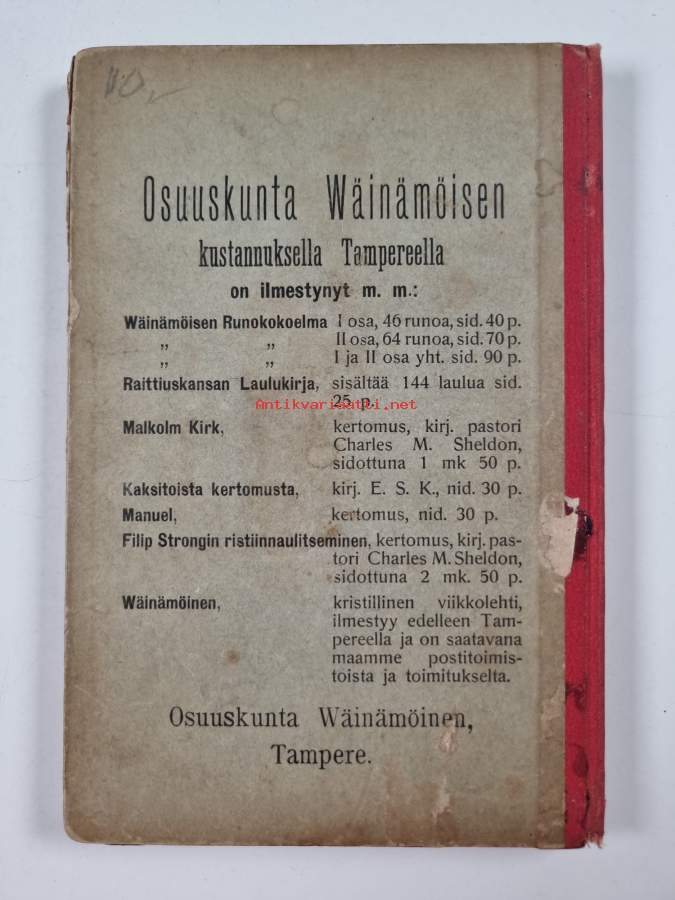 Osuuskunta Wäinämöisen
kustannuksella Tampereella
on ilmestynyt m. m.:
Wäinämöisen Runokokoelma I osa, 46 runoa, sid. 40 p.
„ „ II osa, 64 runoa, sid. 70 p.
„ „ I ja II osa yht. sid. 90 p.
Raittiuskansan Laulukirja, sisältää 144 laulua sid.
25 p.
Antikvariaatti.net
Malkolm Kirk, kertomus, kirj. pastori
Charles M. Sheldon,
sidottuna 1 mk 50 p.
Kaksitoista kertomusta, kirj. E. S. K., nid. 30 p.
Manuel, kertomus, nid. 30 p.
Filip Strongin ristiinnaulitseminen, kertomus, kirj. pas-
tori Charles M. Sheldon,
sidottuna 2 mk. 50 p.
Wäinämöinen, kristillinen viikkolehti,
ilmestyy edelleen Tam-
pereella ja on saatavana
maamme postitoimis-
toista ja toimitukselta.
Osuuskunta Wäinämöinen,
Tampere.